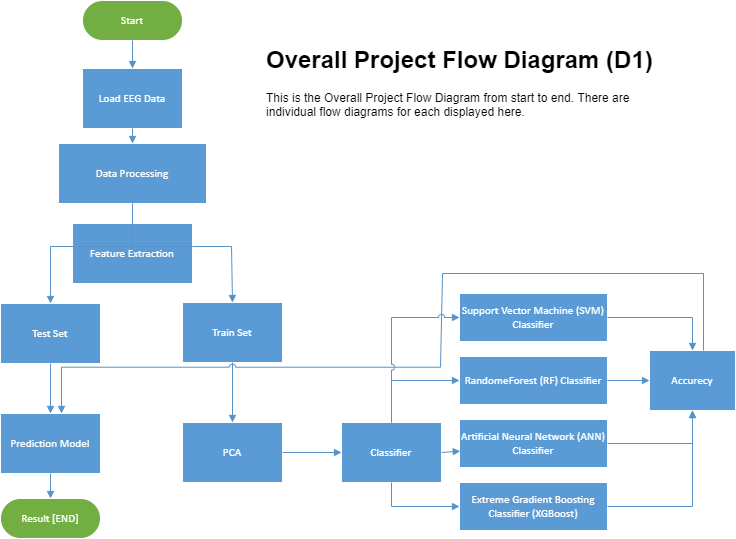 Start
Overall Project Flow Diagram (D1)
This is the Overall Project Flow Diagram from start to end. There are
individual flow diagrams for each displayed here.
Load EEG Data
Data Processing
Feature Extraction
Test Set
Train Set
Support Vector Machine (SVM)
Classifier
RandomeForest (RF) Classifier
Accurecy
Prediction Model
PCA
Classifier
Artificial Neural Network (ANN)
Classifier
Extreme Gradient Boosting
Classifier (XGBoost)
Result [END]